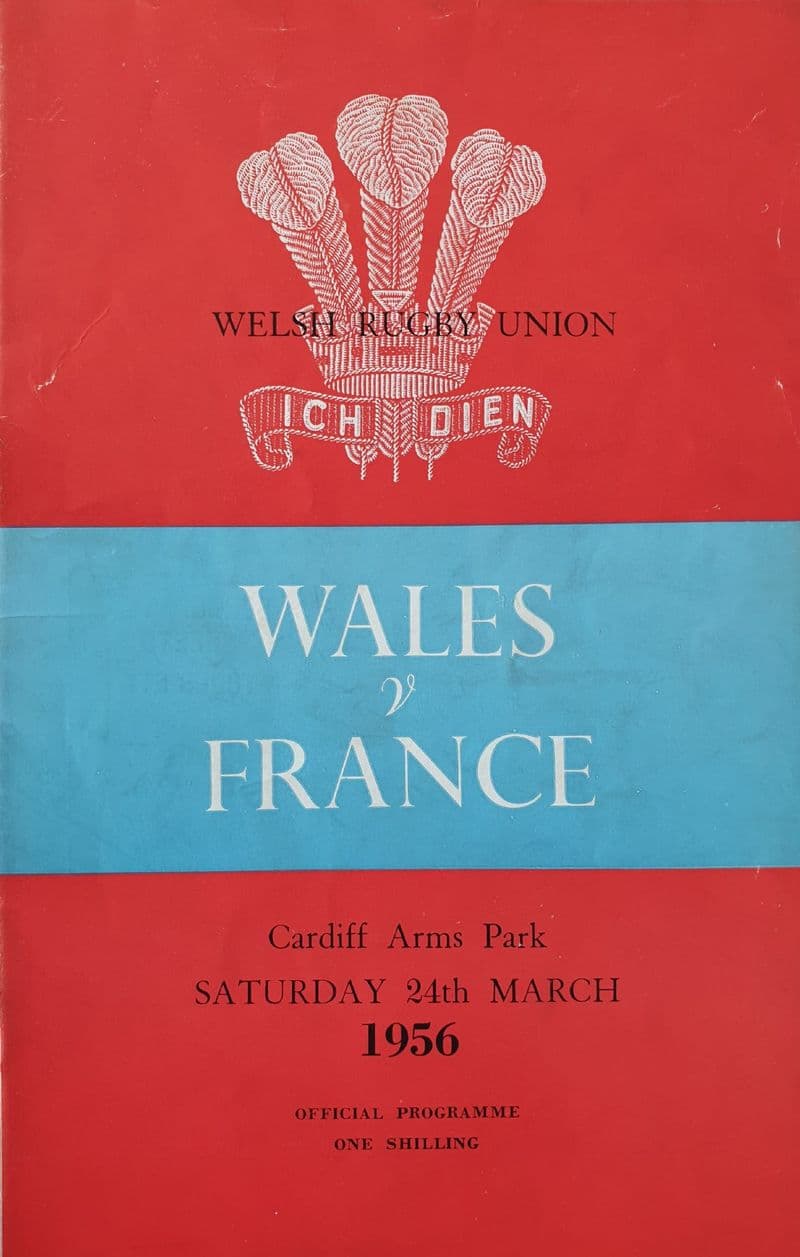 WELSH RUGBY UNION
ICH DIEN
WALES
v
FRANCE
Cardiff Arms Park
SATURDAY 24th MARCH
1956
OFFICIAL PROGRAMME
ONE SHILLING